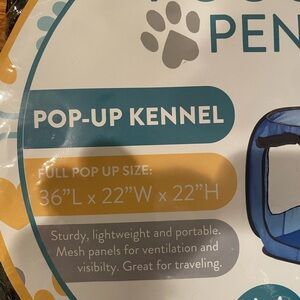 PEN
POP-UP KENNEL
FULL POP UP SIZE:
36"L x 22"W x 22"H
Sturdy, lightweight and portable.
Mesh panels for ventilation and
visibilty. Great for traveling.